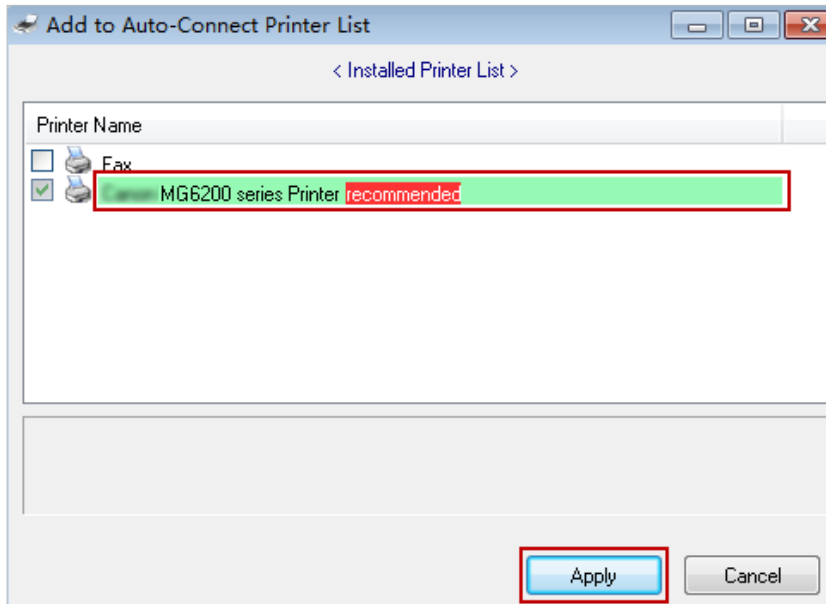 Add to Auto-Connect Printer List
< Installed Printer List >
Printer Name
Fax
MG6200 series Printer recommended
Apply
Cancel